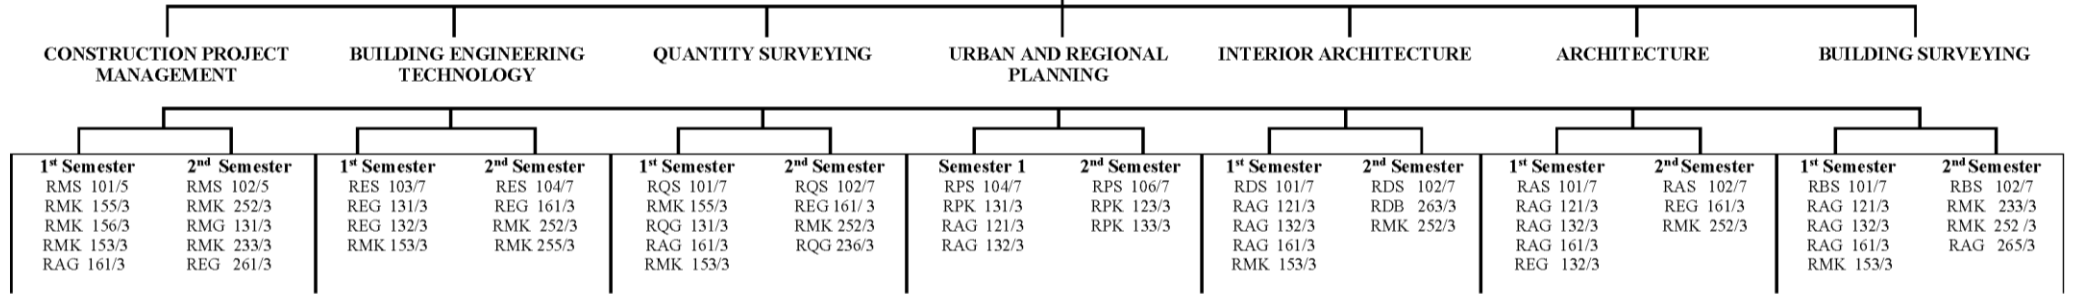 CONSTRUCTION PROJECT
MANAGEMENT
BUILDING ENGINEERING
TECHNOLOGY
QUANTITY SURVEYING
URBAN AND REGIONAL
PLANNING
INTERIOR ARCHITECTURE
ARCHITECTURE
BUILDING SURVEYING
1st Semester
RMS 101/5
RMK 155/3
RMK 156/3
RMK 153/3
RAG 161/3
2nd Semester
RMS 102/5
RMK 252/3
RMG 131/3
RMK 233/3
REG 261/3
1st Semester
RES 103/7
REG 131/3
REG 132/3
RMK 153/3
2nd Semester
RES 104/7
REG 161/3
RMK 252/3
RMK 255/3
1st Semester
RQS 101/7
RMK 155/3
RQG 131/3
RAG 161/3
RMK 153/3
2nd Semester
RQS 102/7
REG 161/ 3
RMK 252/3
RQG 236/3
Semester 1
RPS 104/7
RPK 131/3
RAG 121/3
RAG 132/3
2nd Semester
RPS 106/7
RPK 123/3
RPK 133/3
1st Semester
RDS 101/7
RAG 121/3
RAG 132/3
RAG 161/3
RMK 153/3
2nd Semester
RDS 102/7
RDB 263/3
RMK 252/3
1st Semester
RAS 101/7
RAG 121/3
RAG 132/3
RAG 161/3
REG 132/3
2nd Semester
RAS 102/7
REG 161/3
RMK 252/3
1st Semester
RBS 101/7
RAG 121/3
RAG 132/3
RAG 161/3
RMK 153/3
2nd Semester
RBS 102/7
RMK 233/3
RMK 252 /3
RAG 265/3